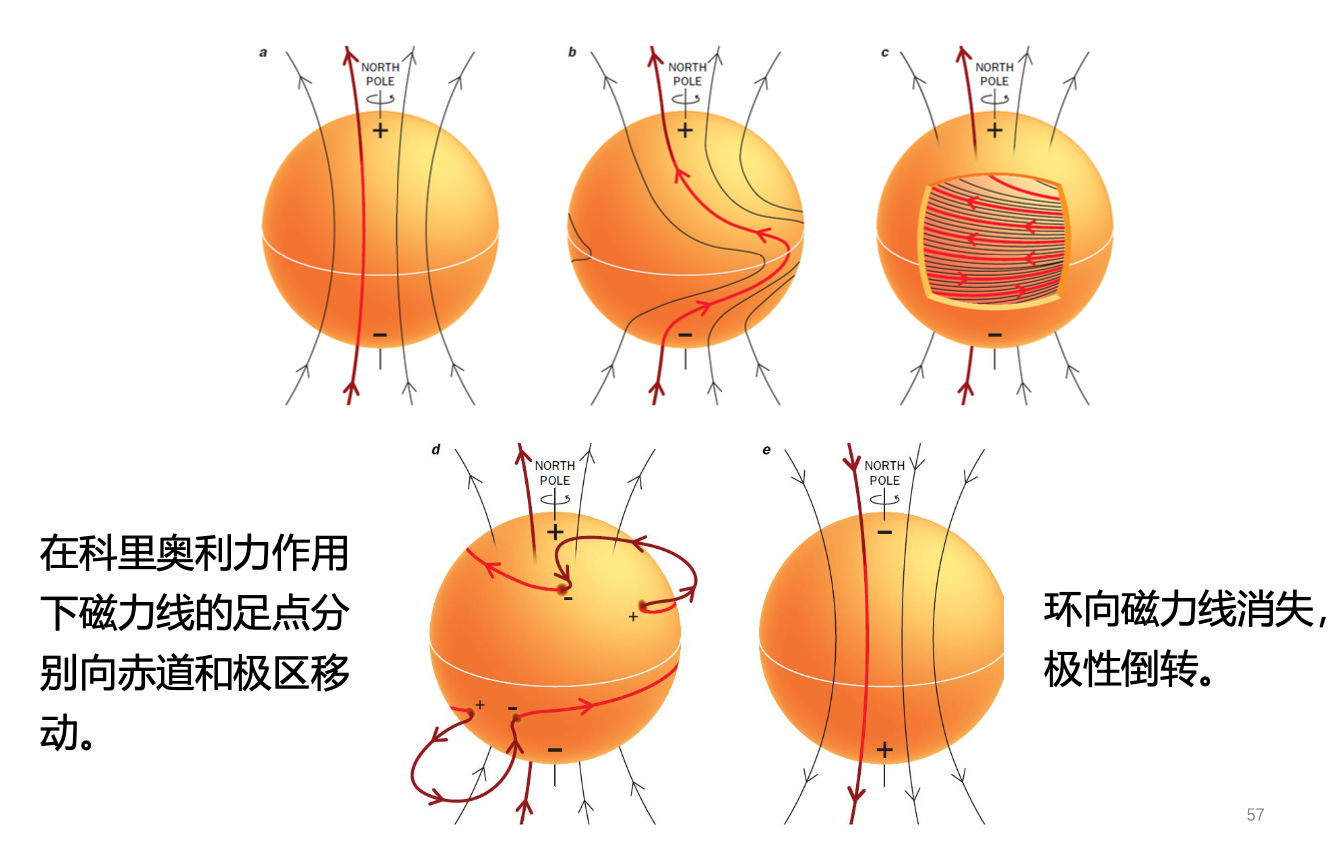 a
NORTH
POLE
+
−
b
NORTH
POLE
+
−
c
NORTH
POLE
+
−
d
NORTH
POLE
+
-
+
+
-
−
e
NORTH
POLE
−
+
在科里奥利力作用
下磁力线的足点分
别向赤道和极区移
动。
环向磁力线消失，
极性倒转。
57